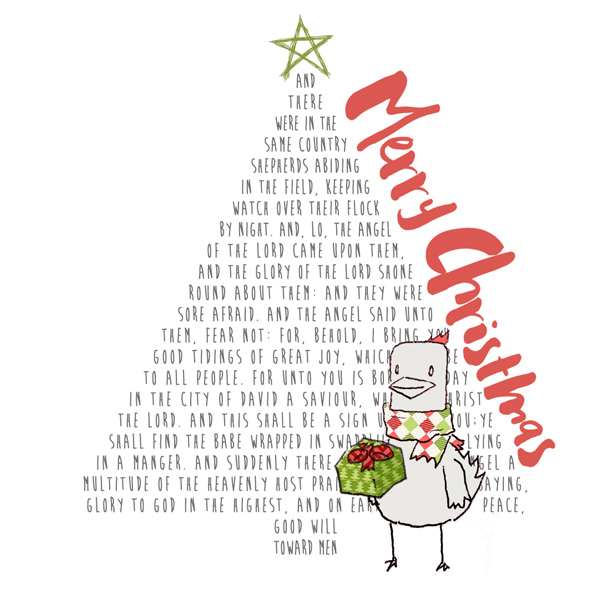 AND
THERE
WERE IN THE
SAME COUNTRY
SHEPHERDS ABIDING
IN THE FIELD, KEEPING
WATCH OVER THEIR FLOCK
BY NIGHT. AND, LO, THE ANGEL
OF THE LORD CAME UPON THEM,
AND THE GLORY OF THE LORD SHONE
ROUND ABOUT THEM: AND THEY WERE
SORE AFRAID. AND THE ANGEL SAID UNTO
THEM, FEAR NOT: FOR, BEHOLD, I BRING YOU
GOOD TIDINGS OF GREAT JOY, WHICH BE
TO ALL PEOPLE. FOR UNTO YOU IS DAY
IN THE CITY OF DAVID A SAVIOUR,
THE LORD. AND THIS SHALL BE A SIGN YE
SHALL FIND THE BABE WRAPPED IN LYING
IN A MANGER. AND SUDDENLY THERE A
MULTITUDE OF THE HEAVENLY HOST
GLORY TO GOD IN THE HIGHEST, AND ON PEACE,
GOOD WILL
TOWARD MEN
Merry Christmas